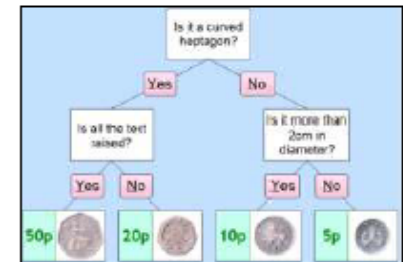 Is it a curved
heptagon?
Yes
No
Is all the text
raised?
Is it more than
2cm in
diameter?
Yes
No
Yes
No
50p
20p
10p
5p